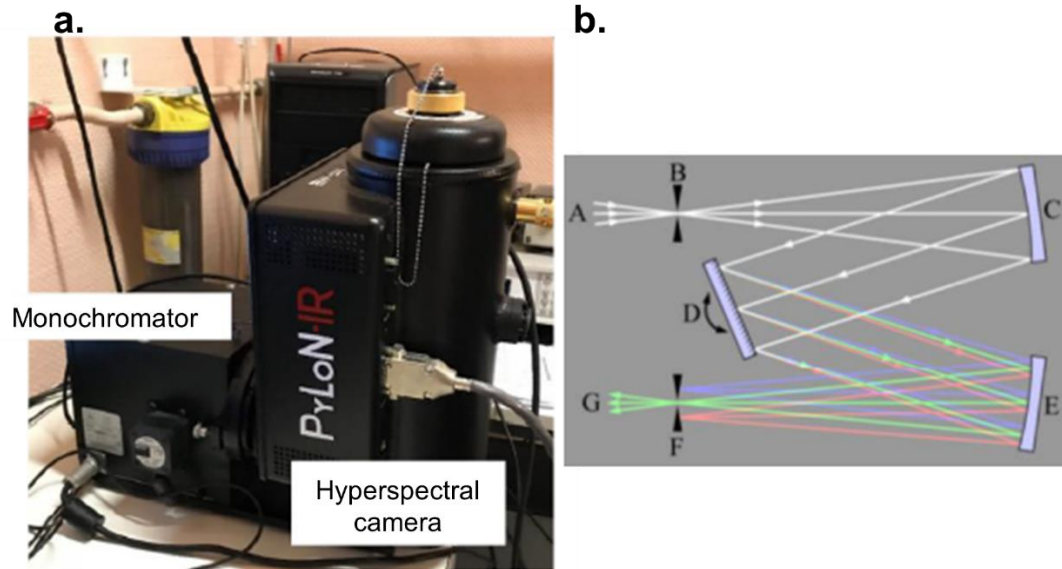 a.
b.
Monochromator
PyLoN-IR
Hyperspectral
camera
A
B
C
D
E
F
G